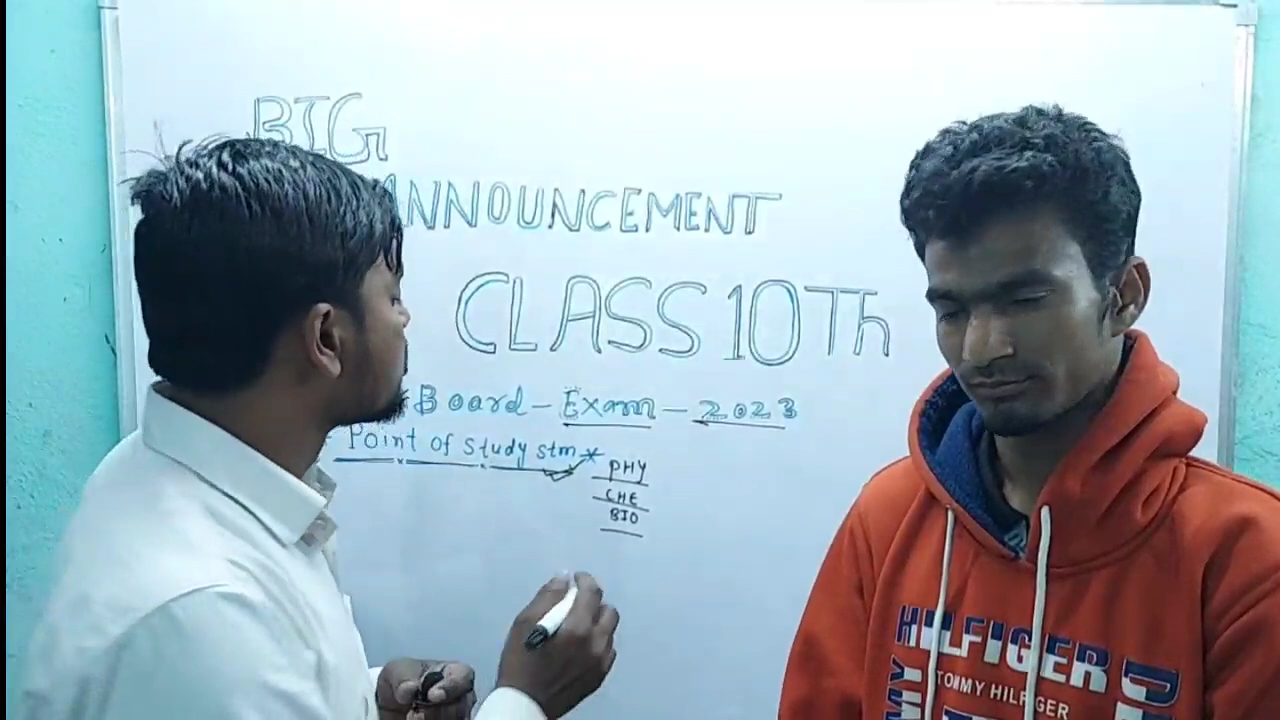 BIG
ANNOUNCEMENT
CLASS 10Th
Board - Exam - 2023
Point of study stm *
PHY
CHE
BIO
HILFIGER
TOMMY HILFIGER